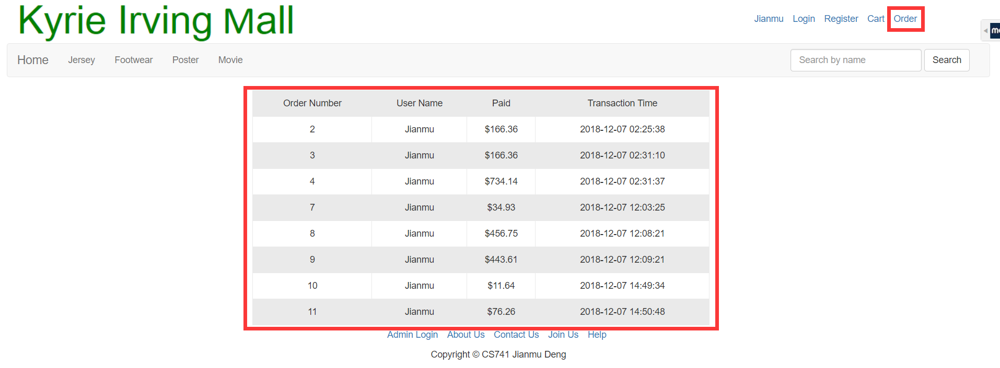 Kyrie Irving Mall
Jianmu Login Register Cart Order
Home Jersey Footwear Poster Movie Search by name Search
Order Number User Name Paid Transaction Time
2 Jianmu $166.36 2018-12-07 02:25:38
3 Jianmu $166.36 2018-12-07 02:31:10
4 Jianmu $734.14 2018-12-07 02:31:37
7 Jianmu $34.93 2018-12-07 12:03:25
8 Jianmu $456.75 2018-12-07 12:08:21
9 Jianmu $443.61 2018-12-07 12:09:21
10 Jianmu $11.64 2018-12-07 14:49:34
11 Jianmu $76.26 2018-12-07 14:50:48
Admin Login About Us Contact Us Join Us Help
Copyright © CS741 Jianmu Deng